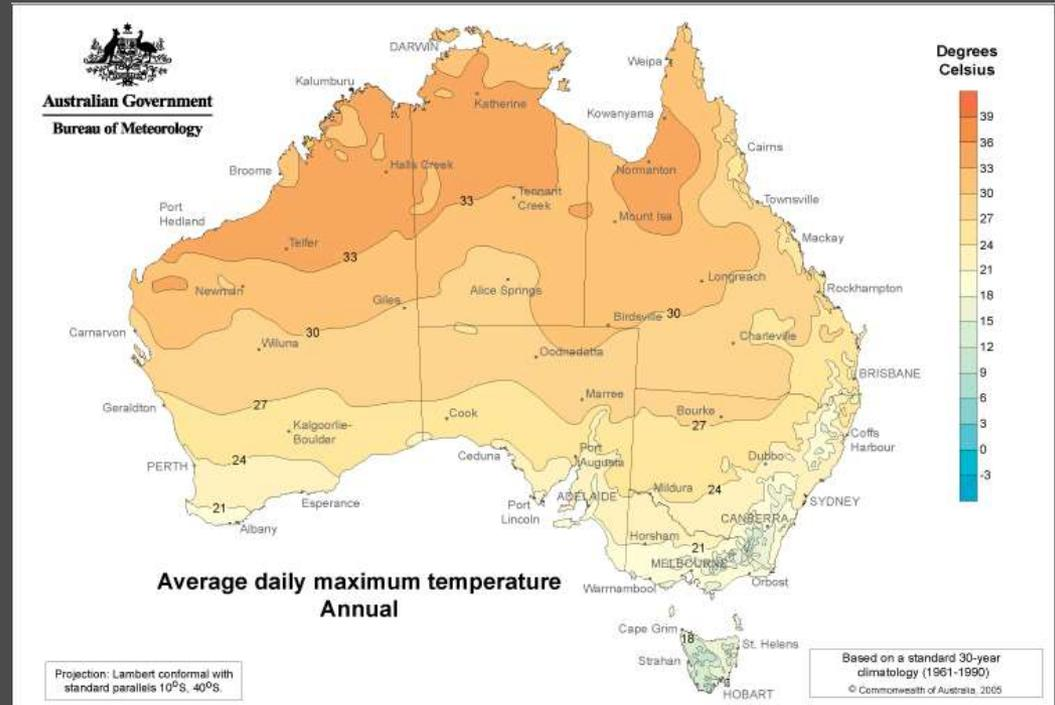 Australian Government
Bureau of Meteorology
Degrees
Celsius
39
36
33
30
27
24
21
18
15
12
9
6
3
0
-3
DARWIN
Weipa
Kalumburu
Katherine
Kowanyama
Cairns
Broome
Halls Creek
Normanton
Port
Hedland
33
Tennant
Creek
Mount Isa
Townsville
Telfer
33
Mackay
Newman
Giles
Alice Springs
Longreach
Rockhampton
Carnarvon
30
Birdsville
30
Wiluna
Oodnadatta
Charleville
BRISBANE
Geraldton
27
Marree
Cook
Bourke
27
Kalgoorlie-
Boulder
Coffs
Harbour
PERTH
24
Ceduna
Port
Augusta
Dubbo
Mildura
24
21
Esperance
Port
Lincoln
ADELAIDE
SYDNEY
Albany
CANBERRA
Horsham
21
MELBOURNE
Warrnambool
Orbost
Average daily maximum temperature
Annual
Cape Grim
18
St. Helens
Strahan
HOBART
Projection: Lambert conformal with
standard parallels 10°S, 40°S.
Based on a standard 30-year
climatology (1961-1990)
© Commonwealth of Australia, 2005